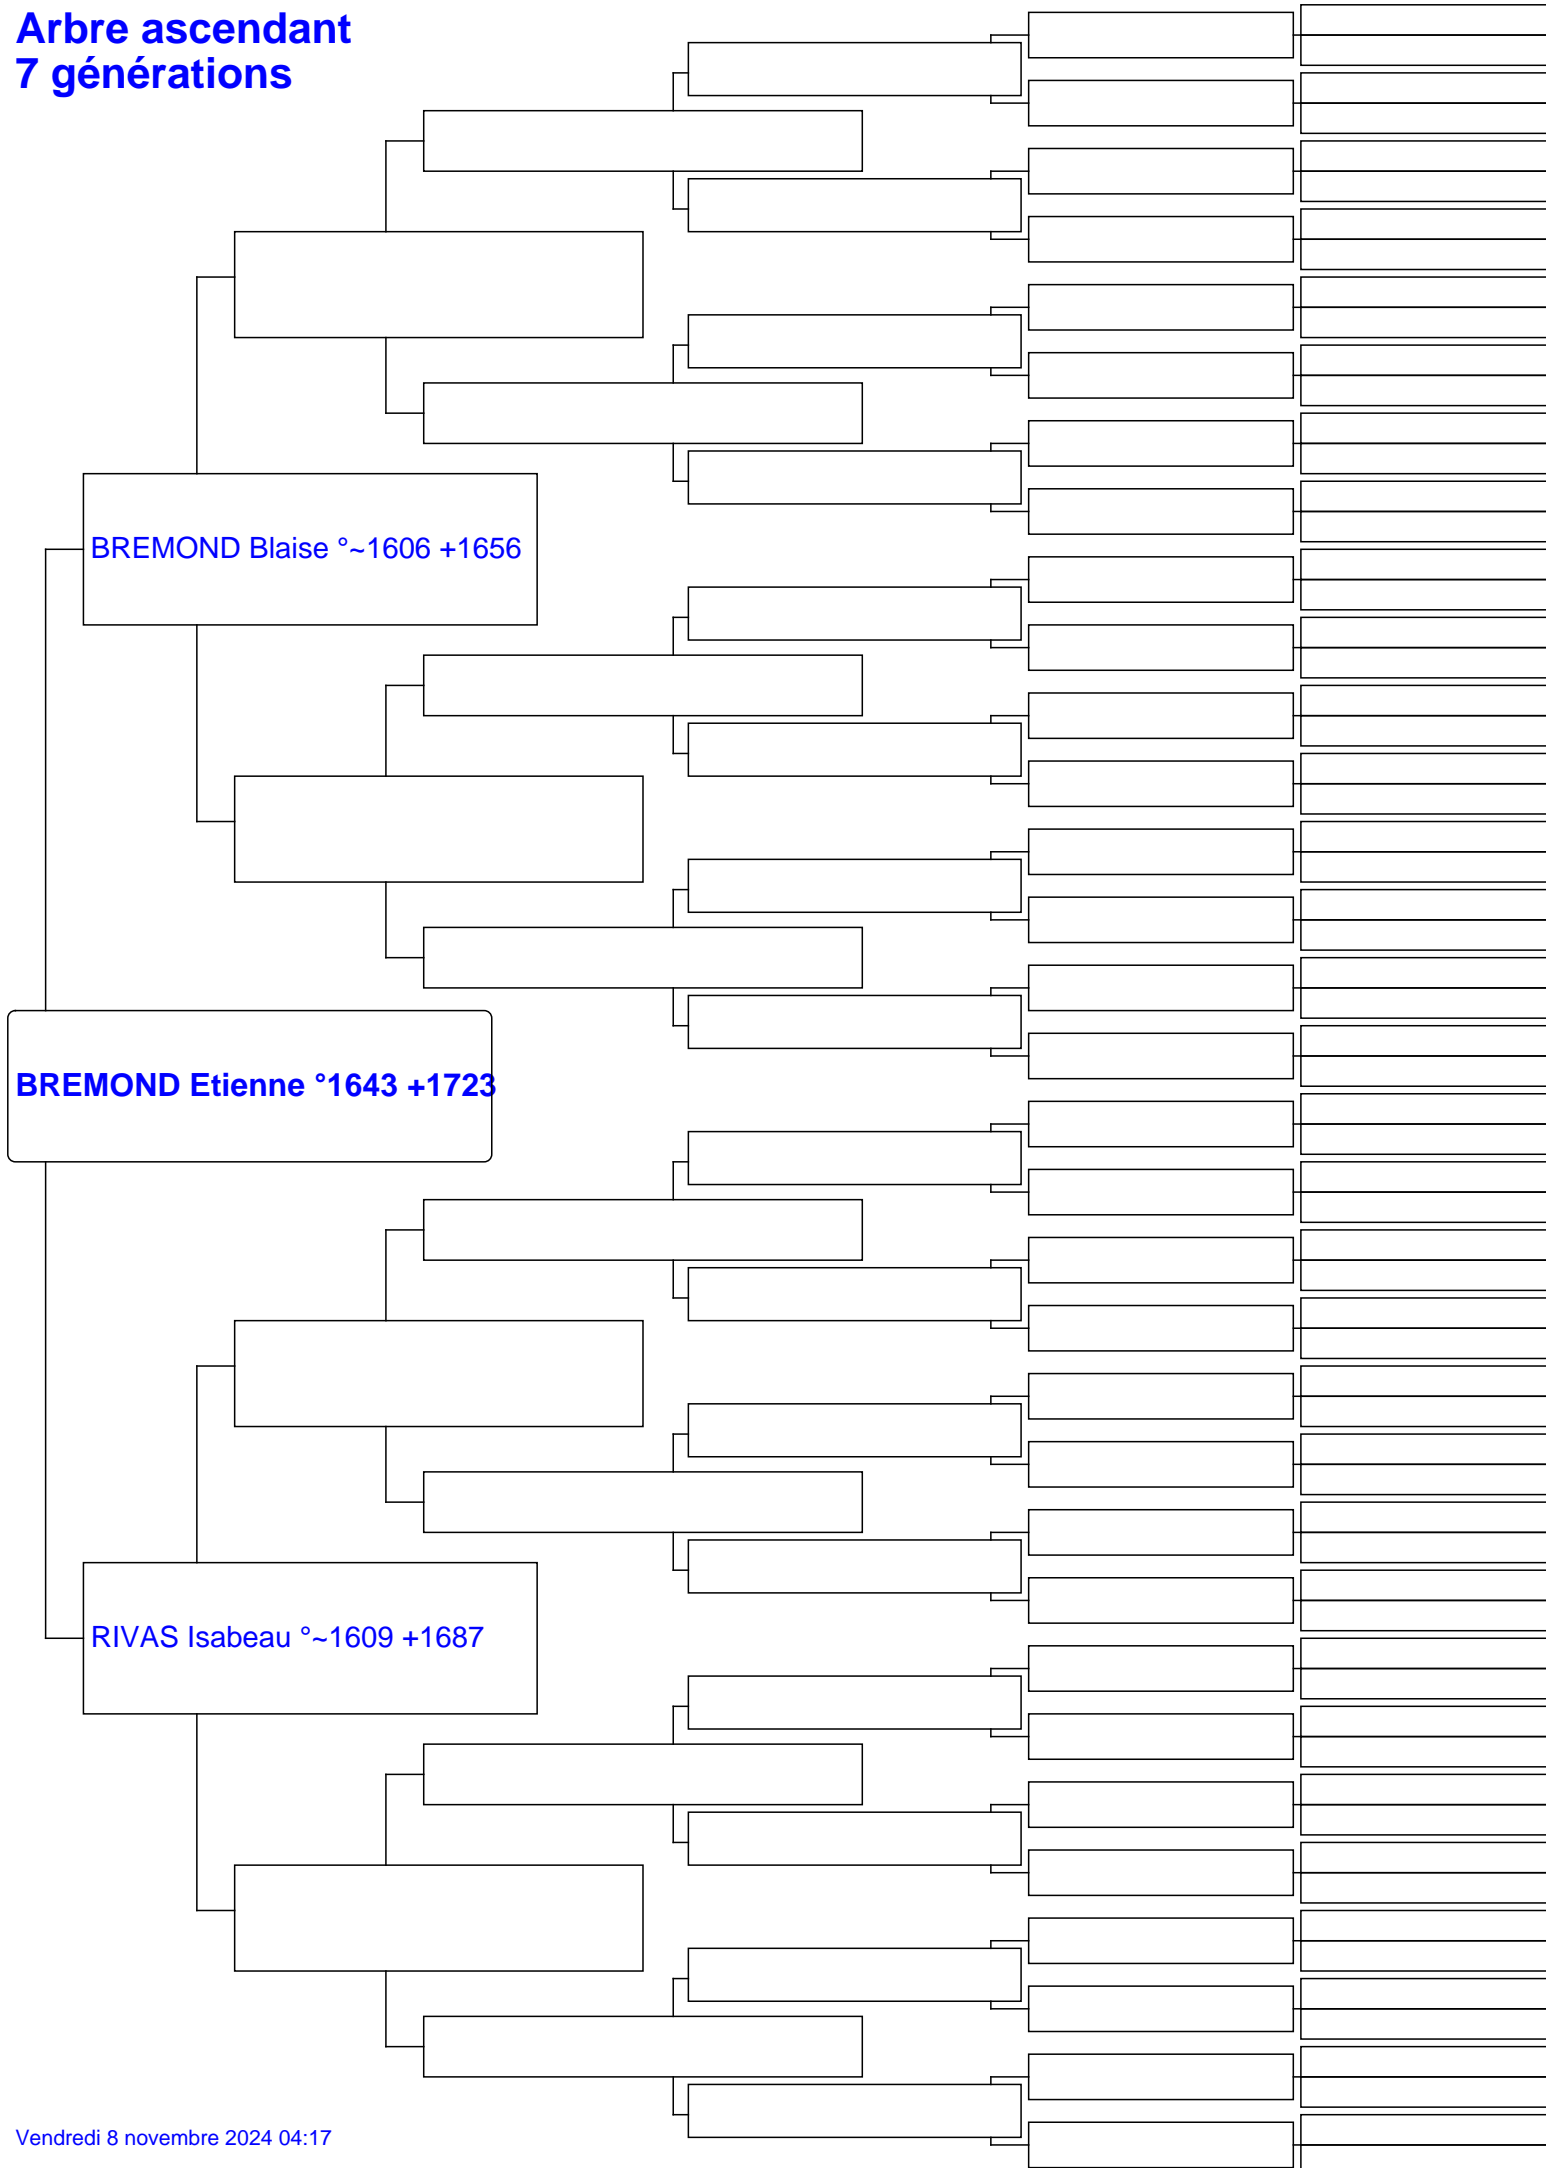 Arbre ascendant
7 générations
BREMOND Blaise °~1606 +1656
BREMOND Etienne °1643 +1723
RIVAS Isabeau °~1609 +1687
Vendredi 8 novembre 2024 04:17